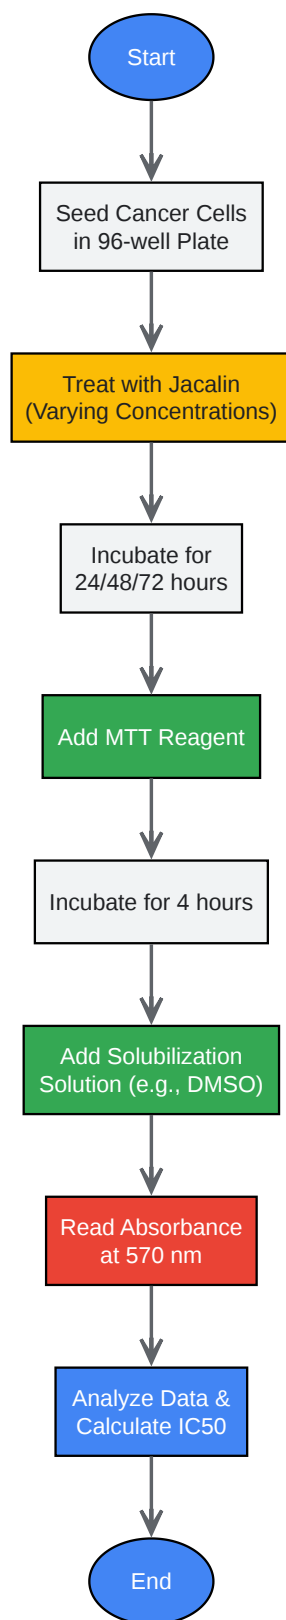 Start
Seed Cancer Cells
in 96-well Plate
Treat with Jacalin
(Varying Concentrations)
Incubate for
24/48/72 hours
Add MTT Reagent
Incubate for 4 hours
Add Solubilization
Solution (e.g., DMSO)
Read Absorbance
at 570 nm
Analyze Data &
Calculate IC50
End